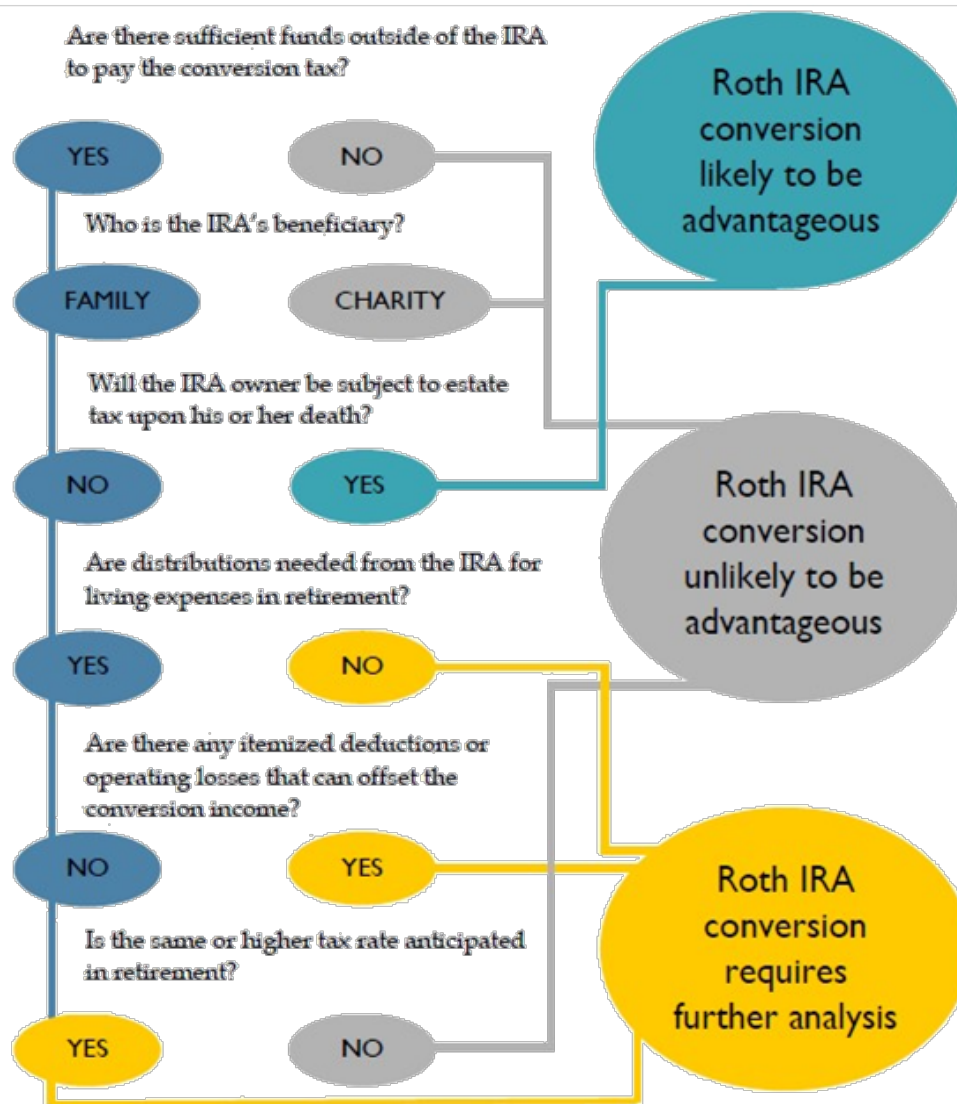 Are there sufficient funds outside of the IRA
to pay the conversion tax?
YES
NO
Who is the IRA's beneficiary?
FAMILY
CHARITY
Will the IRA owner be subject to estate
tax upon his or her death?
NO
YES
Are distributions needed from the IRA for
living expenses in retirement?
YES
NO
Are there any itemized deductions or
operating losses that can offset the
conversion income?
NO
YES
Is the same or higher tax rate anticipated
in retirement?
YES
NO
Roth IRA
conversion
likely to be
advantageous
Roth IRA
conversion
unlikely to be
advantageous
Roth IRA
conversion
requires
further analysis